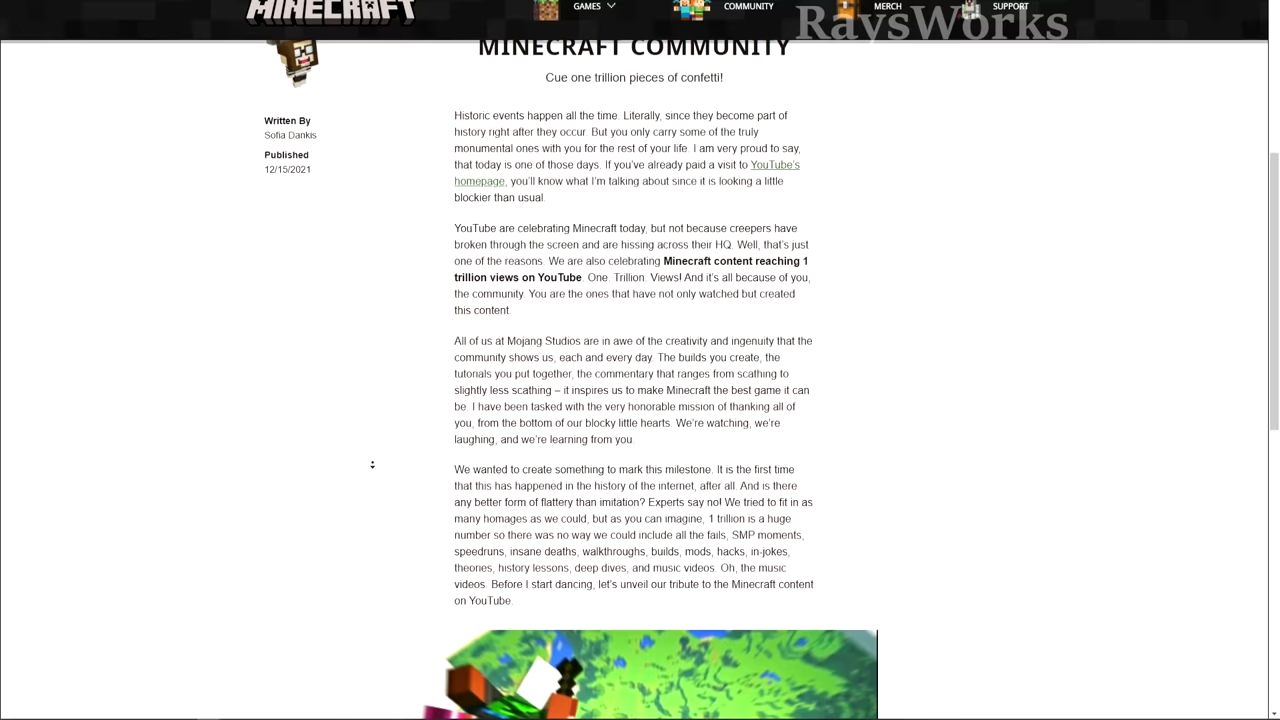 MINECRAFT
GAMES
COMMUNITY
MERCH
SUPPORT
RaysWorks
MINECRAFT COMMUNITY
Cue one trillion pieces of confetti!
Written By
Sofia Dankis
Published
12/15/2021
Historic events happen all the time. Literally, since they become part of
history right after they occur. But you only carry some of the truly
monumental ones with you for the rest of your life. I am very proud to say,
that today is one of those days. If you've already paid a visit to YouTube's
homepage, you'll know what I'm talking about since it is looking a little
blockier than usual.
YouTube are celebrating Minecraft today, but not because creepers have
broken through the screen and are hissing across their HQ. Well, that's just
one of the reasons. We are also celebrating Minecraft content reaching 1
trillion views on YouTube. One. Trillion. Views! And it's all because of you,
the community. You are the ones that have not only watched but created
this content.
All of us at Mojang Studios are in awe of the creativity and ingenuity that the
community shows us, each and every day. The builds you create, the
tutorials you put together, the commentary that ranges from scathing to
slightly less scathing – it inspires us to make Minecraft the best game it can
be. I have been tasked with the very honorable mission of thanking all of
you, from the bottom of our blocky little hearts. We're watching, we're
laughing, and we're learning from you.
We wanted to create something to mark this milestone. It is the first time
that this has happened in the history of the internet, after all. And is there
any better form of flattery than imitation? Experts say no! We tried to fit in as
many homages as we could, but as you can imagine, 1 trillion is a huge
number so there was no way we could include all the fails, SMP moments,
speedruns, insane deaths, walkthroughs, builds, mods, hacks, in-jokes,
theories, history lessons, deep dives, and music videos. Oh, the music
videos. Before I start dancing, let's unveil our tribute to the Minecraft content
on YouTube.